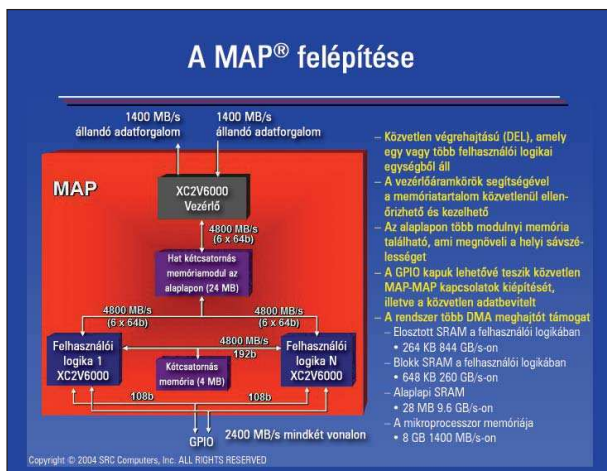 A MAP® felépítése
1400 MB/s
állandó adatforgalom
1400 MB/s
állandó adatforgalom
MAP
XC2V6000
Vezérlő
4800 MB/s
(6 x 64b)
Hat kétcsatornás
memóriamodul az
alaplapon (24 MB)
4800 MB/s
(6 x 64b)
4800 MB/s
(6 x 64b)
Felhasználói
logika 1
XC2V6000
4800 MB/s
192b
Kétcsatornás
memória (4 MB)
Felhasználói
logika N
XC2V6000
108b
108b
GPIO
2400 MB/s mindkét vonalon
– Közvetlen végrehajtású (DEL), amely
egy vagy több felhasználói logikai
egységből áll
– A vezérlőáramkörök segítségével
a memóriatartalom közvetlenül ellen-
őrizhető és kezelhető
– Az alaplapon több modulnyi memória
található, ami megnöveli a helyi sávszé-
lességet
– A GPIO kapuk lehetővé teszik közvetlen
MAP-MAP kapcsolatok kiépítését,
illetve a közvetlen adatbevitelt
– A rendszer több DMA meghajtót támogat
– Elosztott SRAM a felhasználói logikában
• 264 KB 844 GB/s-on
– Blokk SRAM a felhasználói logikában
• 648 KB 260 GB/s-on
– Alaplapi SRAM
• 28 MB 9.6 GB/s-on
– A mikroprocesszor memóriája
• 8 GB 1400 MB/s-on
Copyright © 2004 SRC Computers, Inc. ALL RIGHTS RESERVED